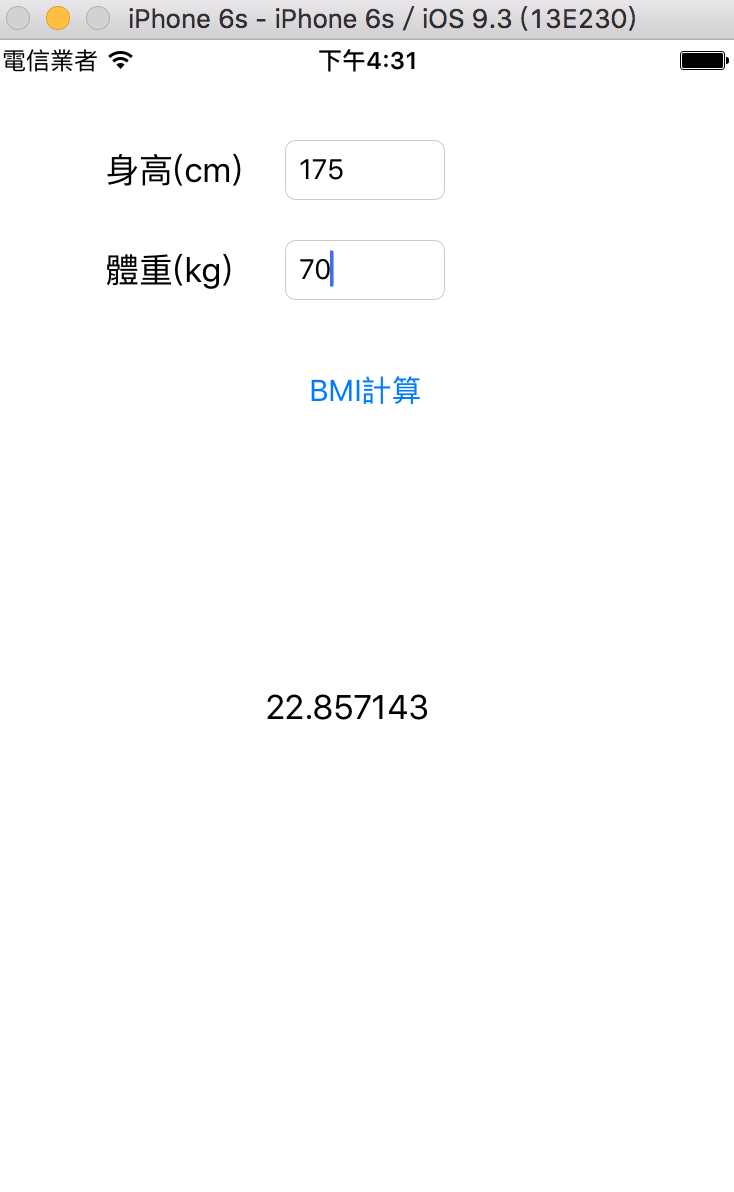 iPhone 6s - iPhone 6s / iOS 9.3 (13E230)
電信業者 下午4:31
身高(cm) 175
體重(kg) 70
BMI計算
22.857143